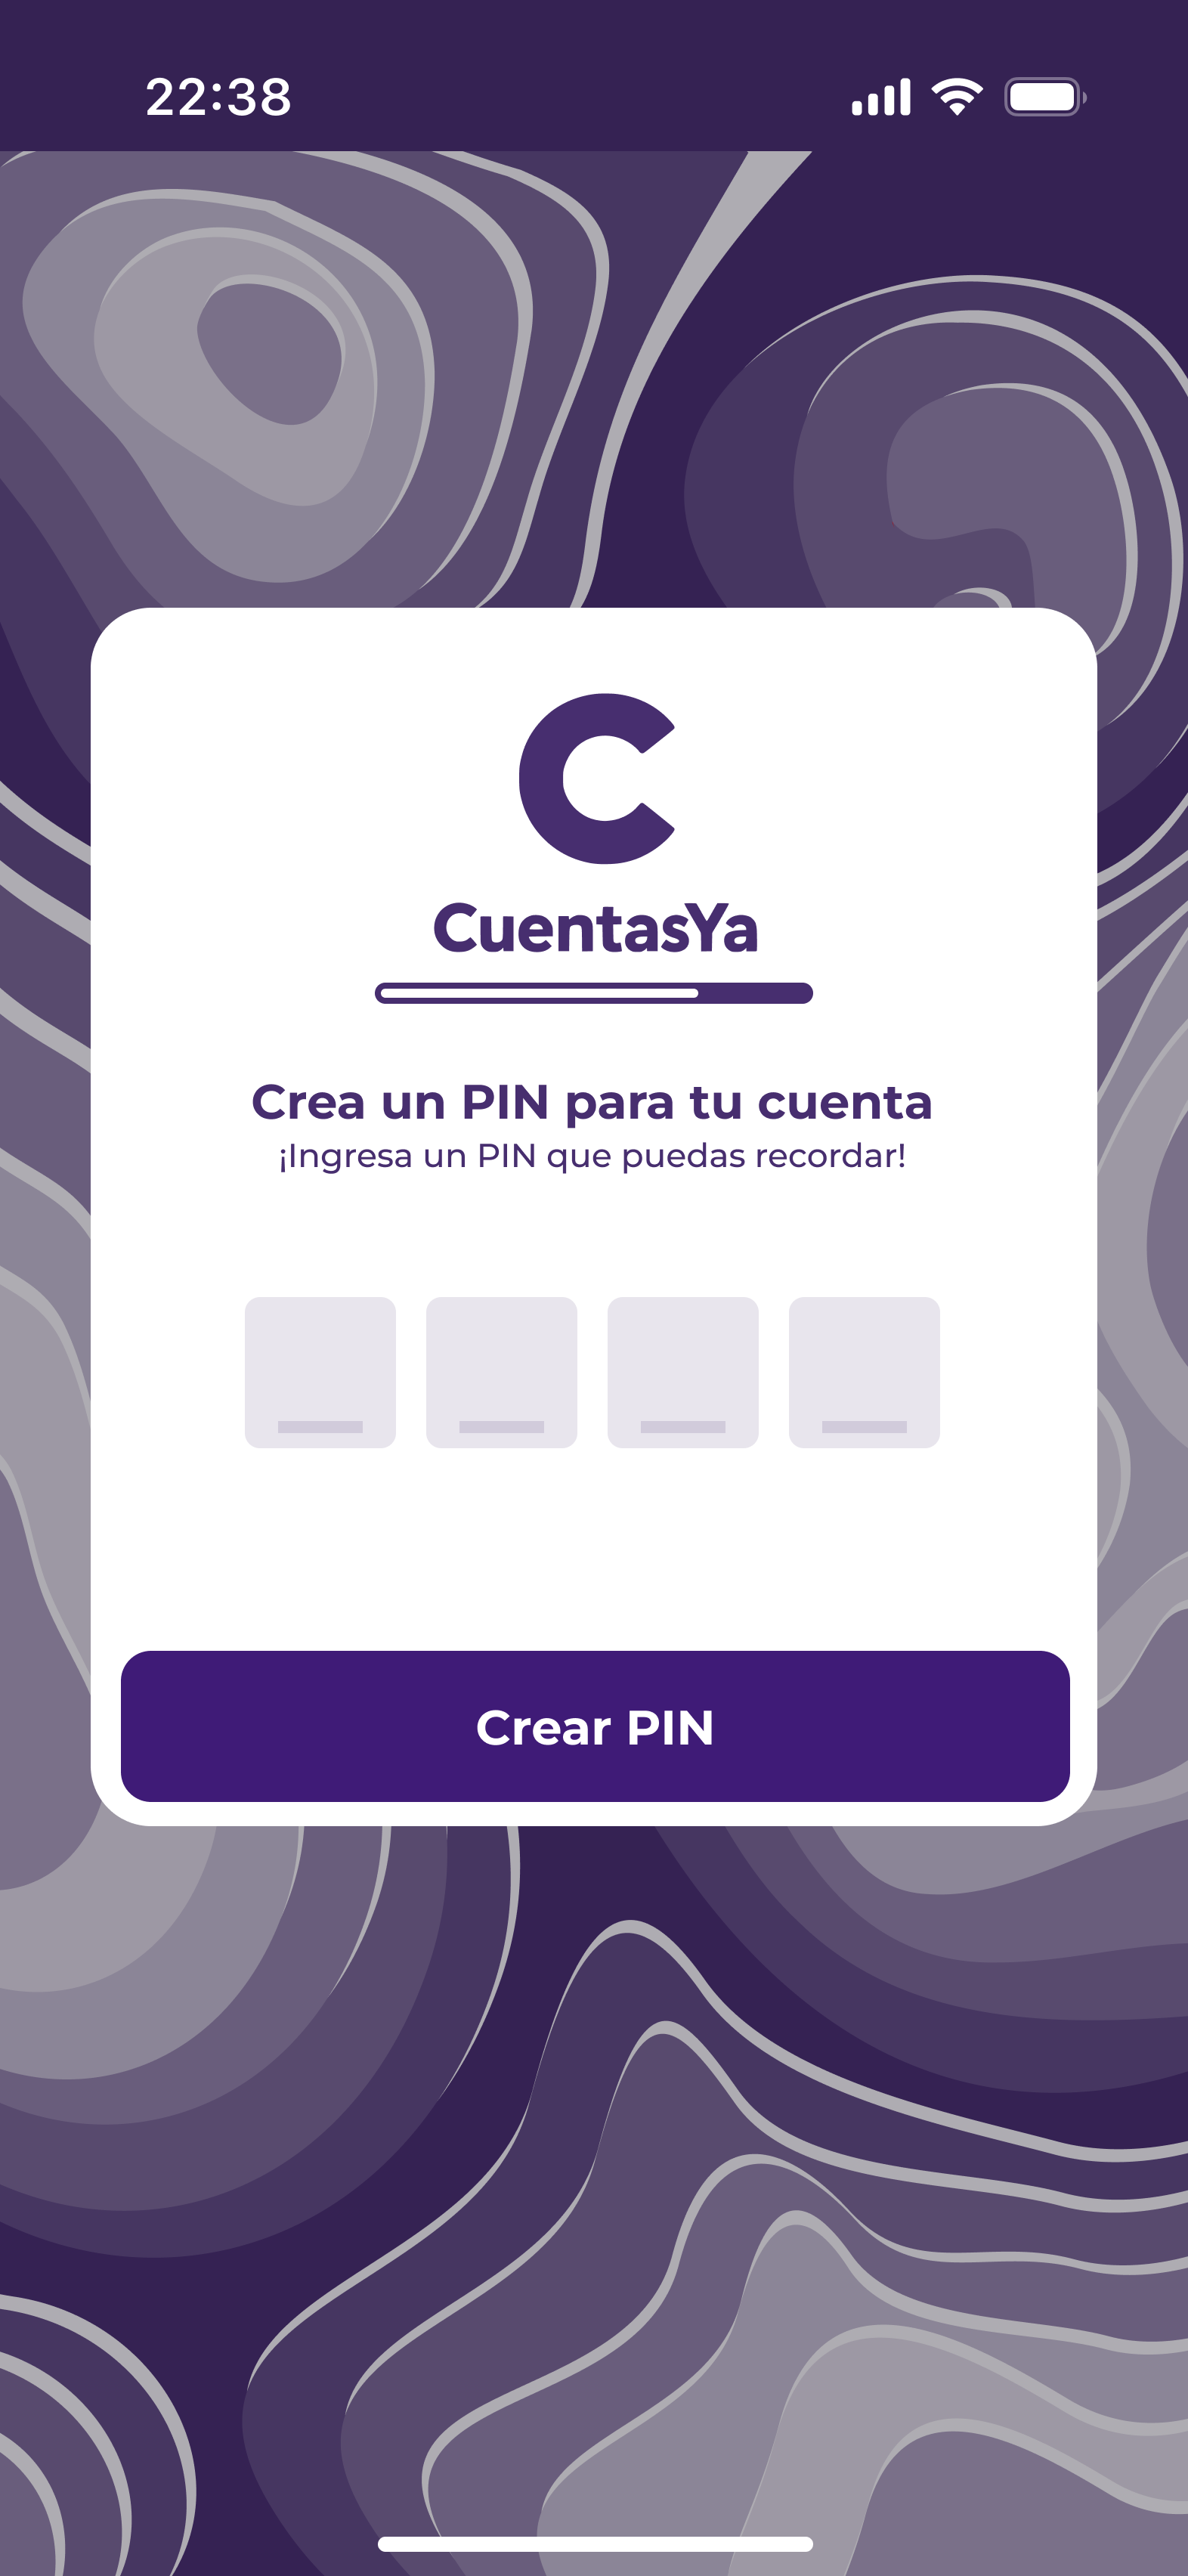 22:38
CuentasYa
Crea un PIN para tu cuenta
¡Ingresa un PIN que puedas recordar!
Crear PIN